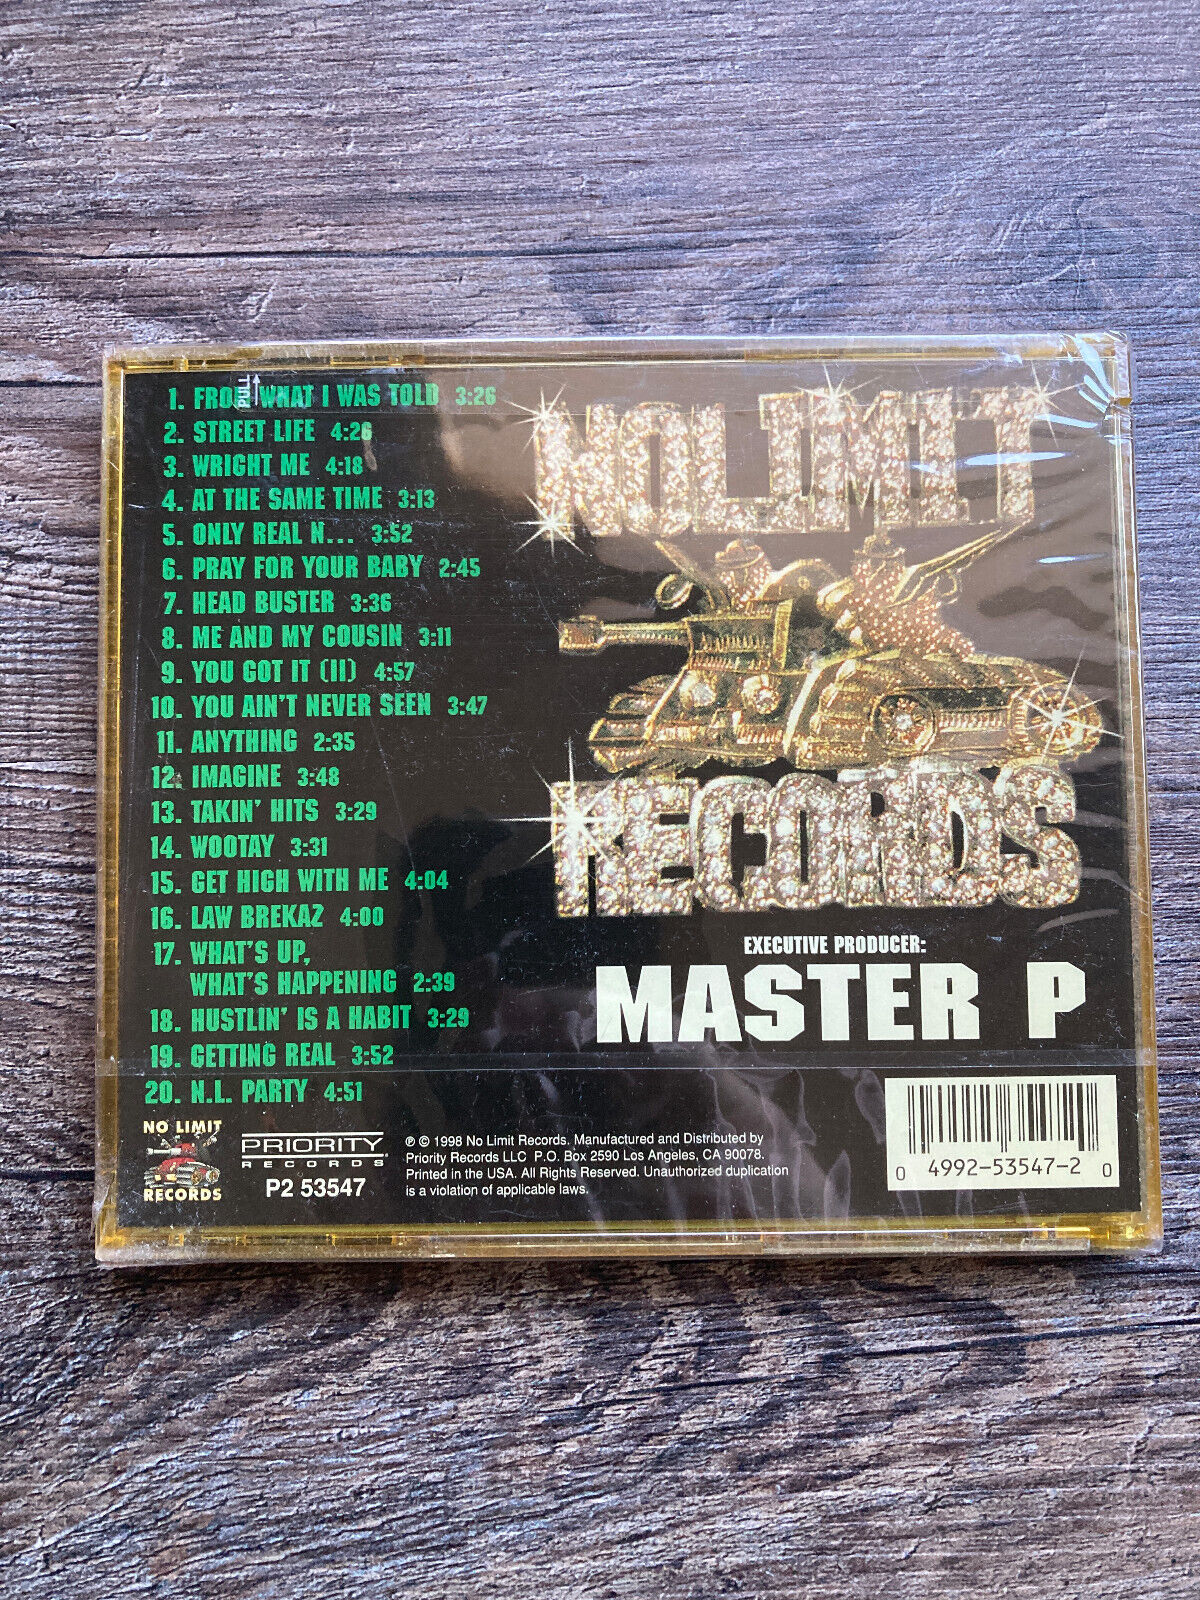 PULL
1. FROM WHAT I WAS TOLD 3:26
2. STREET LIFE 4:26
3. WRIGHT ME 4:18
4. AT THE SAME TIME 3:13
5. ONLY REAL N... 3:52
6. PRAY FOR YOUR BABY 2:45
7. HEAD BUSTER 3:36
8. ME AND MY COUSIN 3:11
9. YOU GOT IT (II) 4:57
10. YOU AIN'T NEVER SEEN 3:47
11. ANYTHING 2:35
12. IMAGINE 3:48
13. TAKIN' HITS 3:29
14. WOOTAY 3:31
15. GET HIGH WITH ME 4:04
16. LAW BREKAZ 4:00
17. WHAT'S UP,
WHAT'S HAPPENING 2:39
18. HUSTLIN' IS A HABIT 3:29
19. GETTING REAL 3:52
20. N.L. PARTY 4:51
NO LIMIT
RECORDS
EXECUTIVE PRODUCER:
MASTER P
NO LIMIT
RECORDS
PRIORITY
RECORDS
P2 53547
℗ © 1998 No Limit Records. Manufactured and Distributed by
Priority Records LLC P.O. Box 2590 Los Angeles, CA 90078.
Printed in the USA. All Rights Reserved. Unauthorized duplication
is a violation of applicable laws.
0 4992-53547-2 0